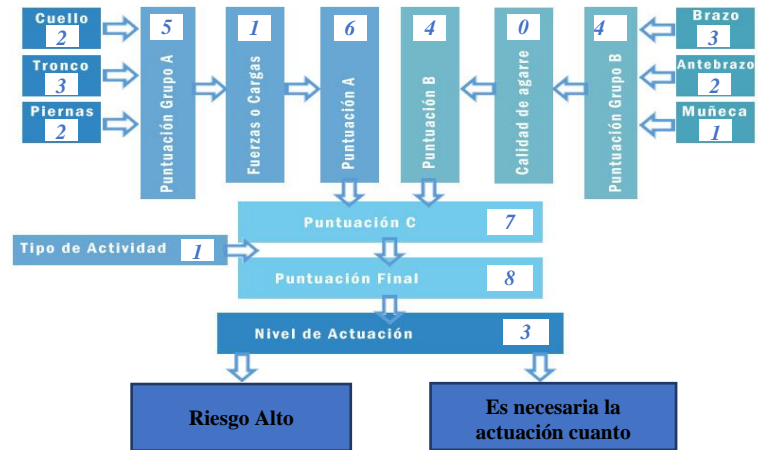 Cuello
2
Tronco
3
Piernas
2
Puntuación Grupo A
5
Fuerzas o Cargas
1
Puntuación A
6
Puntuación B
4
Calidad de agarre
0
Puntuación Grupo B
4
Brazo
3
Antebrazo
2
Muñeca
1
Puntuación C 7
Tipo de Actividad 1
Puntuación Final 8
Nivel de Actuación 3
Riesgo Alto
Es necesaria la
actuación cuanto